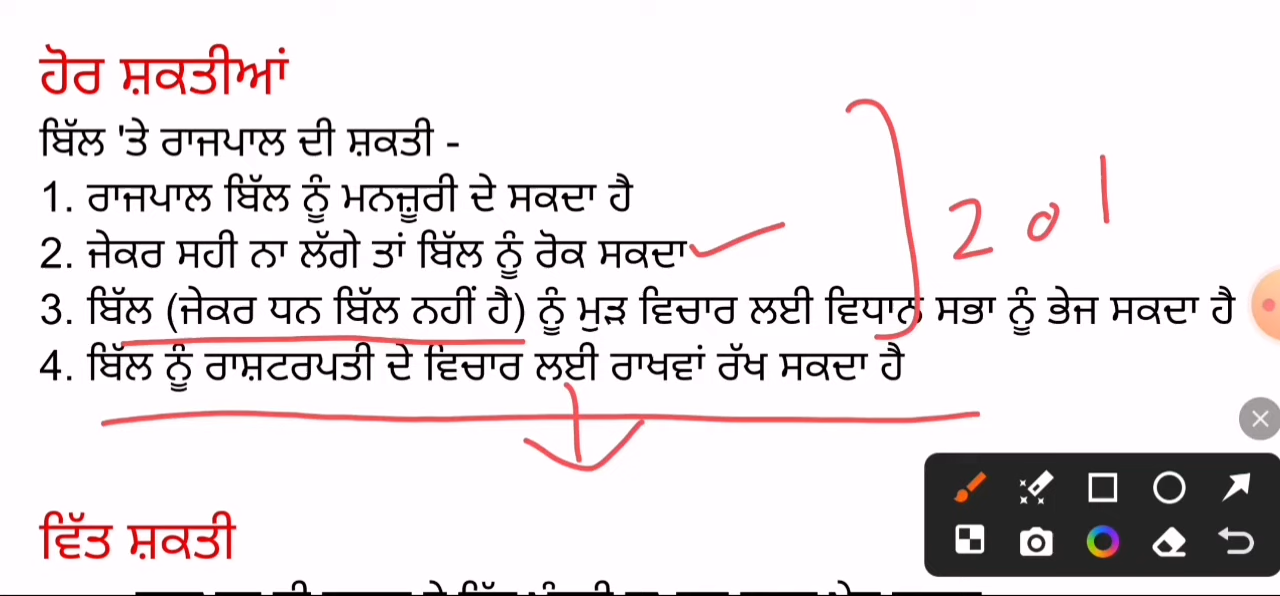 ਹੋਰ ਸ਼ਕਤੀਆਂ
ਬਿੱਲ 'ਤੇ ਰਾਜਪਾਲ ਦੀ ਸ਼ਕਤੀ -
1. ਰਾਜਪਾਲ ਬਿੱਲ ਨੂੰ ਮਨਜ਼ੂਰੀ ਦੇ ਸਕਦਾ ਹੈ
2. ਜੇਕਰ ਸਹੀ ਨਾ ਲੱਗੇ ਤਾਂ ਬਿੱਲ ਨੂੰ ਰੋਕ ਸਕਦਾ
201
3. ਬਿੱਲ (ਜੇਕਰ ਧਨ ਬਿੱਲ ਨਹੀਂ ਹੈ) ਨੂੰ ਮੁੜ ਵਿਚਾਰ ਲਈ ਵਿਧਾਨ ਸਭਾ ਨੂੰ ਭੇਜ ਸਕਦਾ ਹੈ
4. ਬਿੱਲ ਨੂੰ ਰਾਸ਼ਟਰਪਤੀ ਦੇ ਵਿਚਾਰ ਲਈ ਰਾਖਵਾਂ ਰੱਖ ਸਕਦਾ ਹੈ
ਵਿੱਤ ਸ਼ਕਤੀ